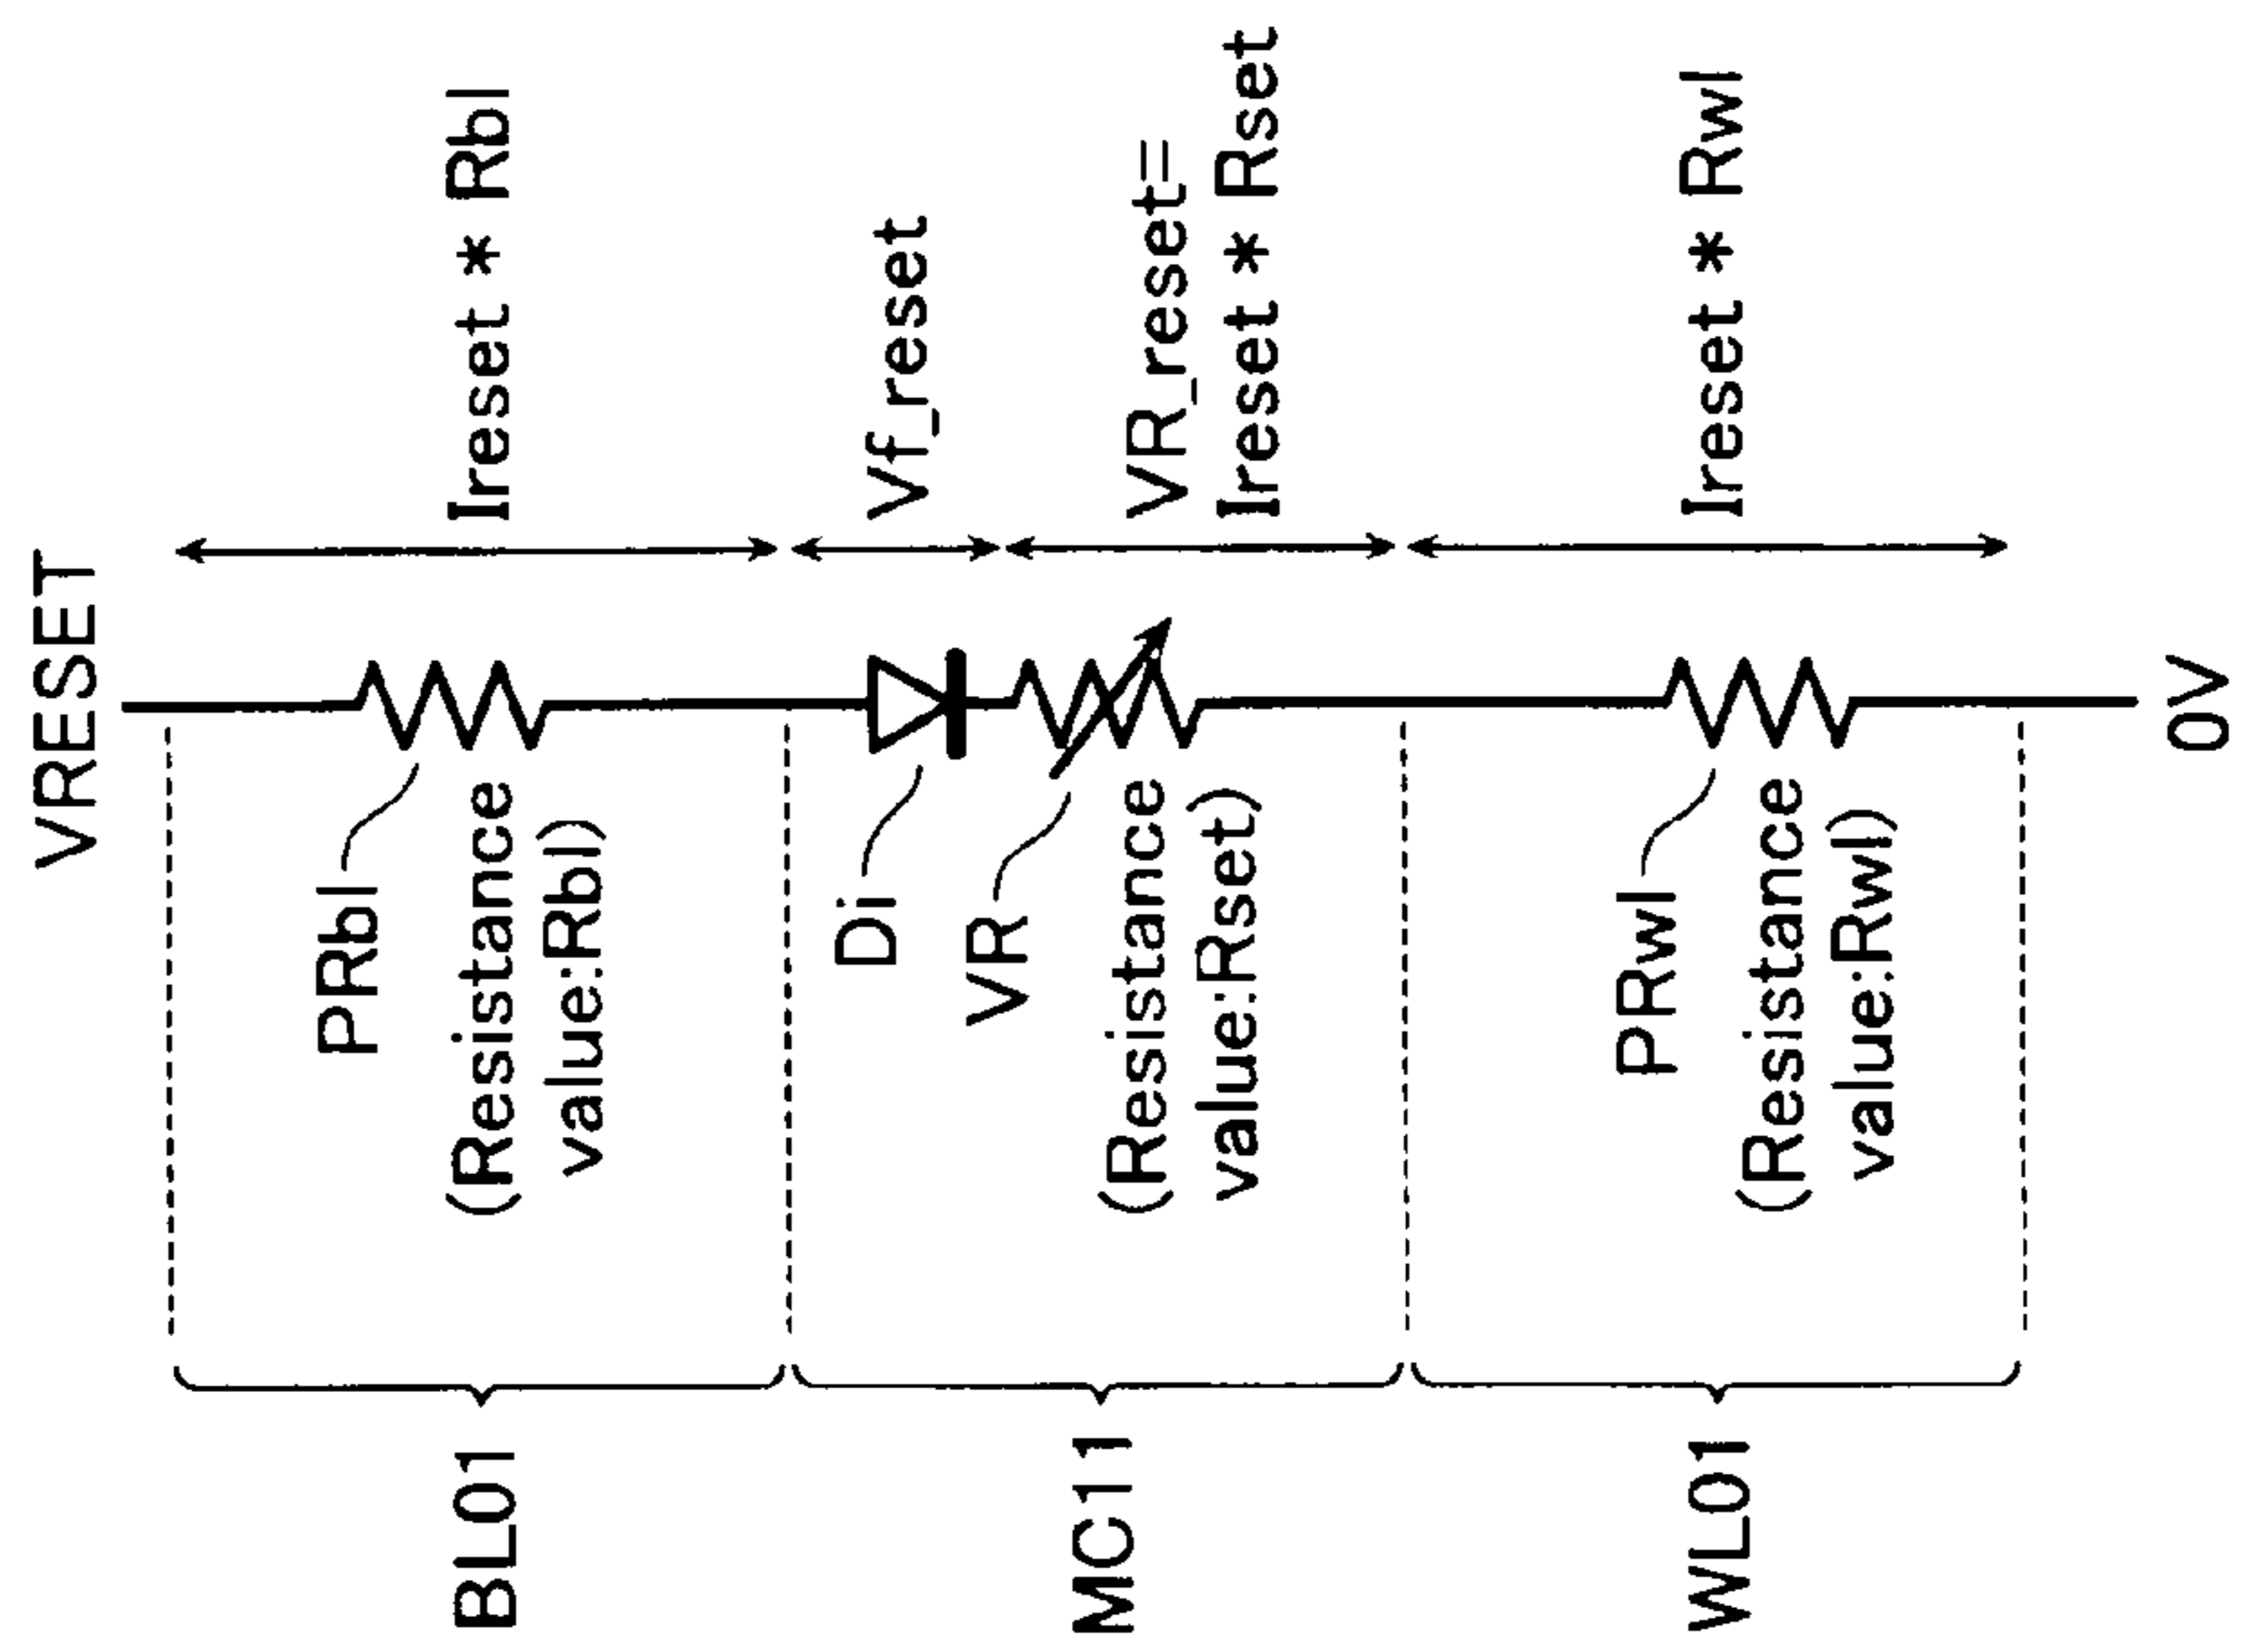 VRESET
BL01
PRbl
(Resistance
value:Rbl)
Ireset * Rbl
MC11
Di
Vf_reset
VR
(Resistance
value:Rset)
VR_reset=
Ireset * Rset
WL01
PRwl
(Resistance
value:Rwl)
Ireset * Rwl
0V